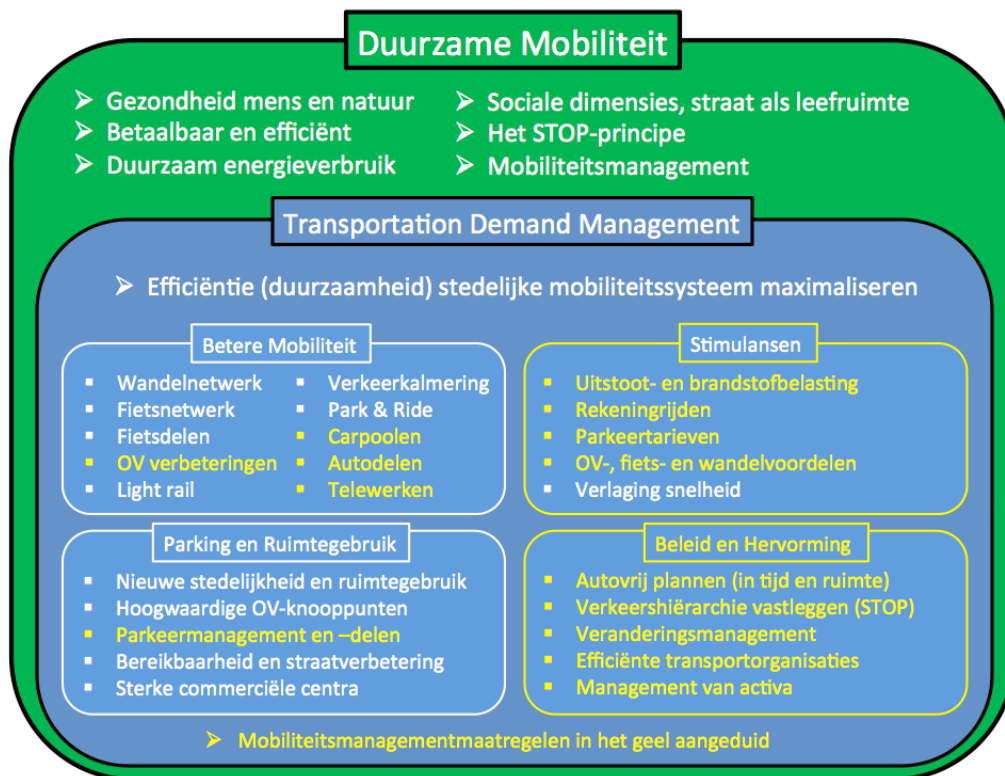 Duurzame Mobiliteit
➢ Gezondheid mens en natuur
➢ Betaalbaar en efficiënt
➢ Duurzaam energieverbruik
➢ Sociale dimensies, straat als leefruimte
➢ Het STOP-principe
➢ Mobiliteitsmanagement
Transportation Demand Management
➢ Efficiëntie (duurzaamheid) stedelijke mobiliteitssysteem maximaliseren
Betere Mobiliteit
▪ Wandelnetwerk
▪ Fietsnetwerk
▪ Fietsdelen
▪ OV verbeteringen
▪ Light rail
▪ Verkeerkalmering
▪ Park & Ride
▪ Carpoolen
▪ Autodelen
▪ Telewerken
Stimulansen
▪ Uitstoot- en brandstofbelasting
▪ Rekeningrijden
▪ Parkeertarieven
▪ OV-, fiets- en wandelvoordelen
▪ Verlaging snelheid
Parking en Ruimtegebruik
▪ Nieuwe stedelijkheid en ruimtegebruik
▪ Hoogwaardige OV-knooppunten
▪ Parkeermanagement en –delen
▪ Bereikbaarheid en straatverbetering
▪ Sterke commerciële centra
Beleid en Hervorming
▪ Autovrij plannen (in tijd en ruimte)
▪ Verkeershiërarchie vastleggen (STOP)
▪ Veranderingsmanagement
▪ Efficiënte transportorganisaties
▪ Management van activa
➢ Mobiliteitsmanagementmaatregelen in het geel aangeduid